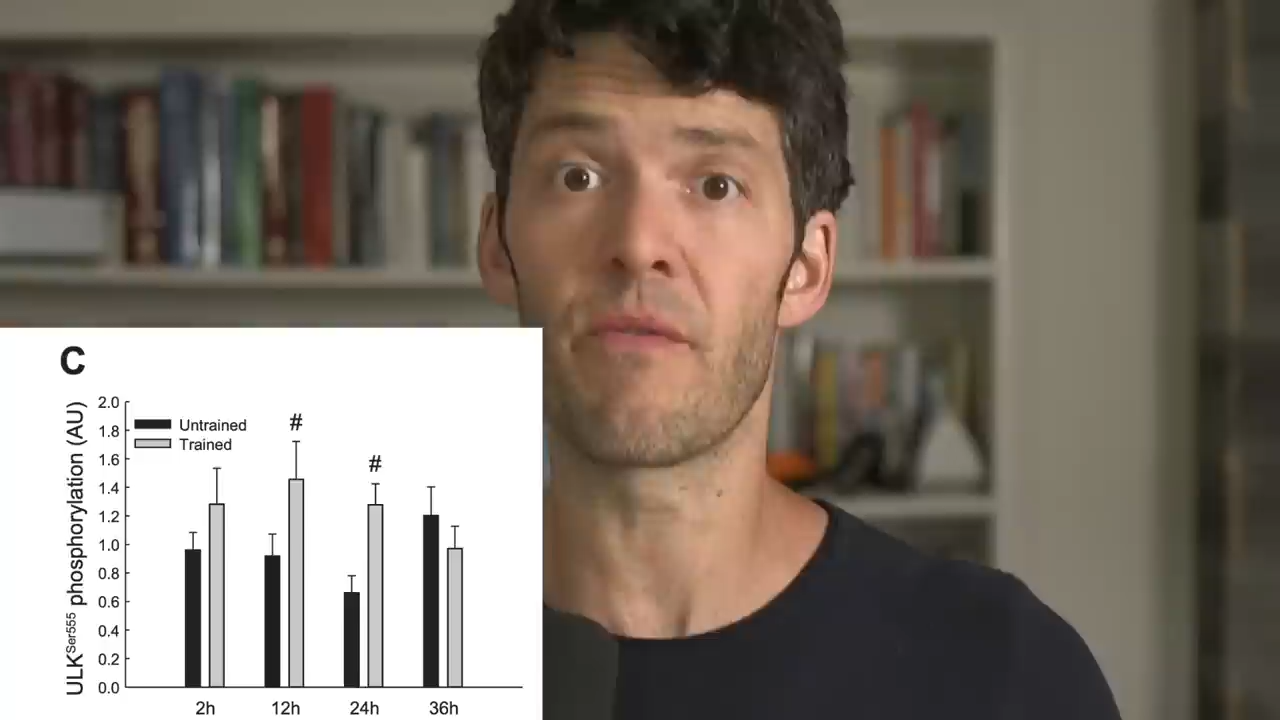 C
ULK^Ser555 phosphorylation (AU)
2.0
1.8
1.6
1.4
1.2
1.0
0.8
0.6
0.4
0.2
0.0
Untrained
Trained
#
#
2h 12h 24h 36h